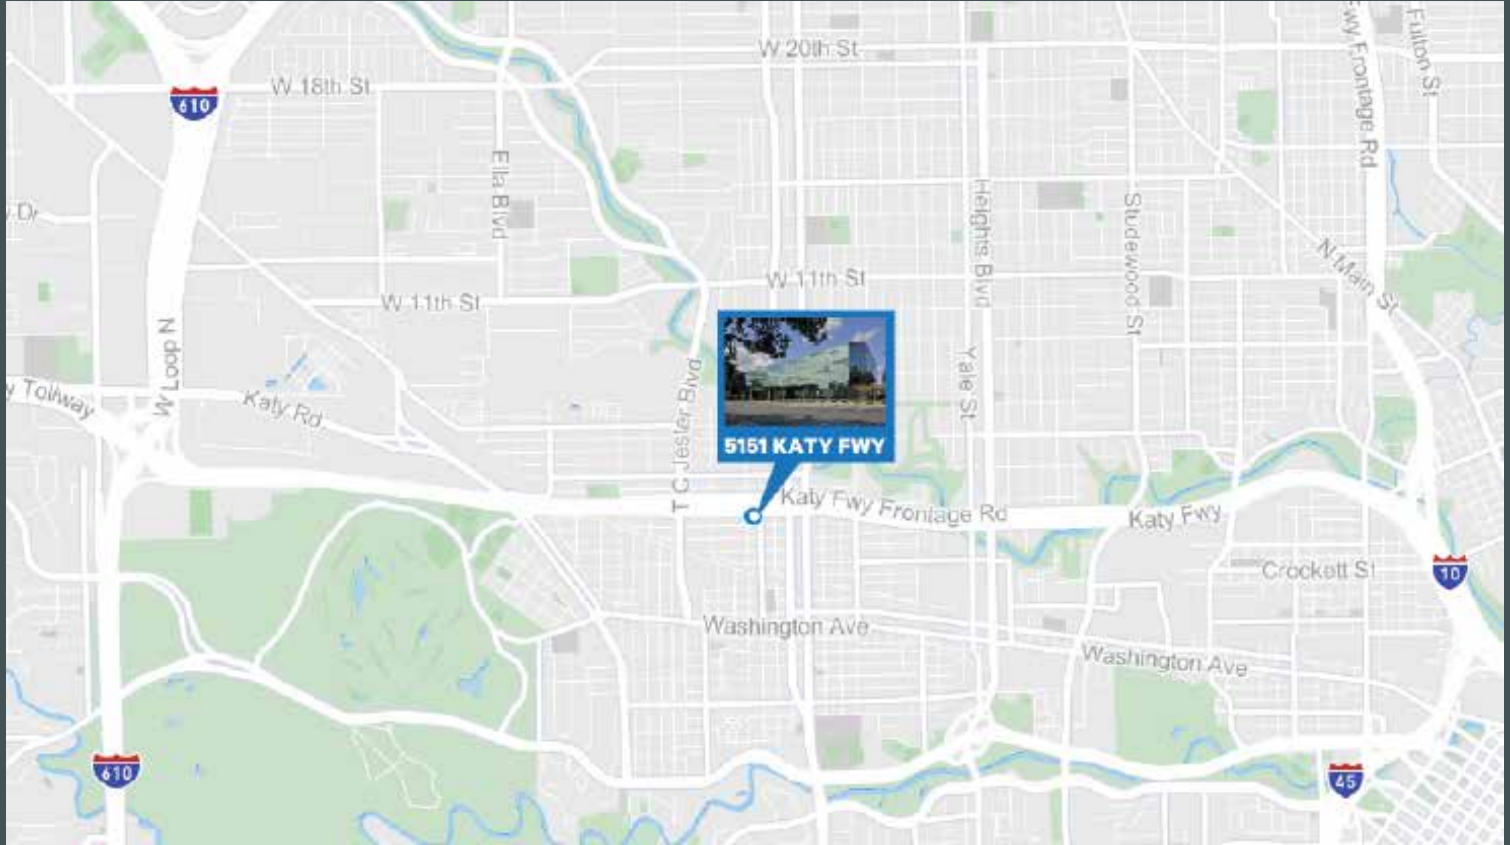 W 20th St
W 18th St
610
Fwy Frontage Rd
Fulton St
Ella Blvd
Heights Blvd
Studewood St
N Main St
W 11th St
W 11th St
W Loop N
Katy Rd
Tollway
T C Jester Blvd
Yale St
5151 KATY FWY
Katy Fwy Frontage Rd
Katy Fwy
Crockett St
10
Washington Ave
Washington Ave
610
45